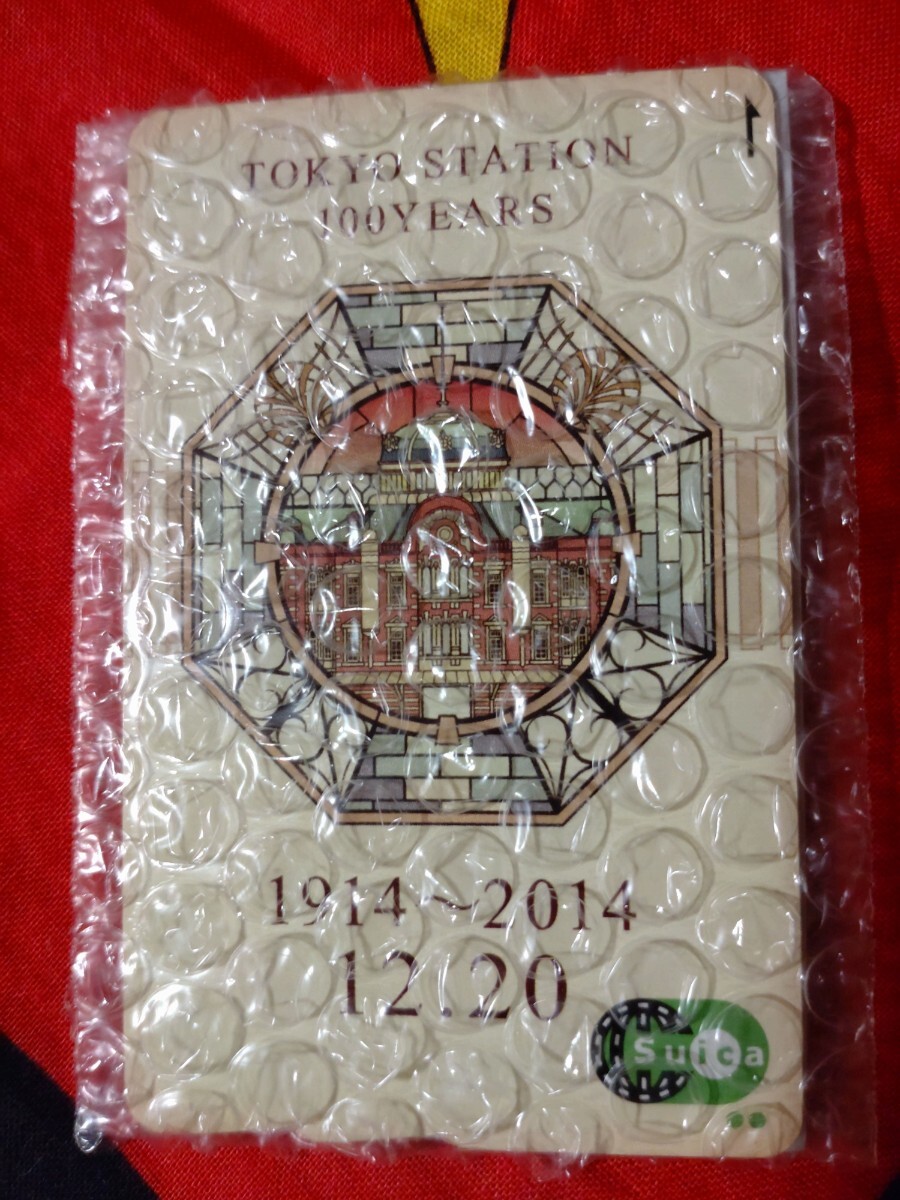 TOKYO STATION
100YEARS
1914〜2014
12.20
Suica